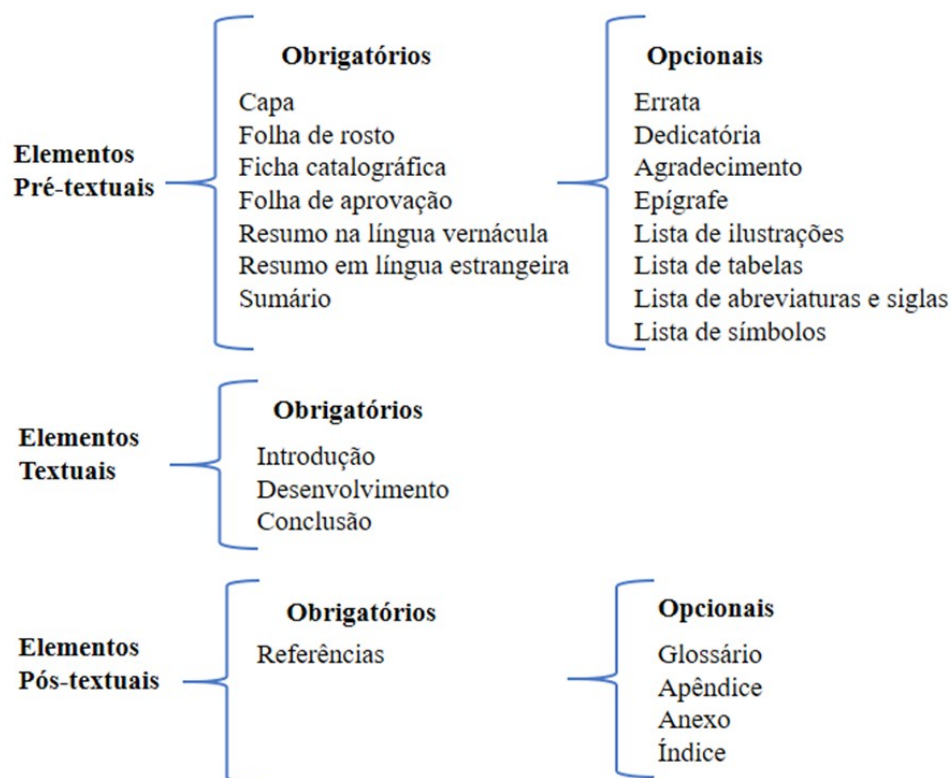 Elementos
Pré-textuais
Obrigatórios
Capa
Folha de rosto
Ficha catalográfica
Folha de aprovação
Resumo na língua vernácula
Resumo em língua estrangeira
Sumário
Opcionais
Errata
Dedicatória
Agradecimento
Epígrafe
Lista de ilustrações
Lista de tabelas
Lista de abreviaturas e siglas
Lista de símbolos
Elementos
Textuais
Obrigatórios
Introdução
Desenvolvimento
Conclusão
Elementos
Pós-textuais
Obrigatórios
Referências
Opcionais
Glossário
Apêndice
Anexo
Índice